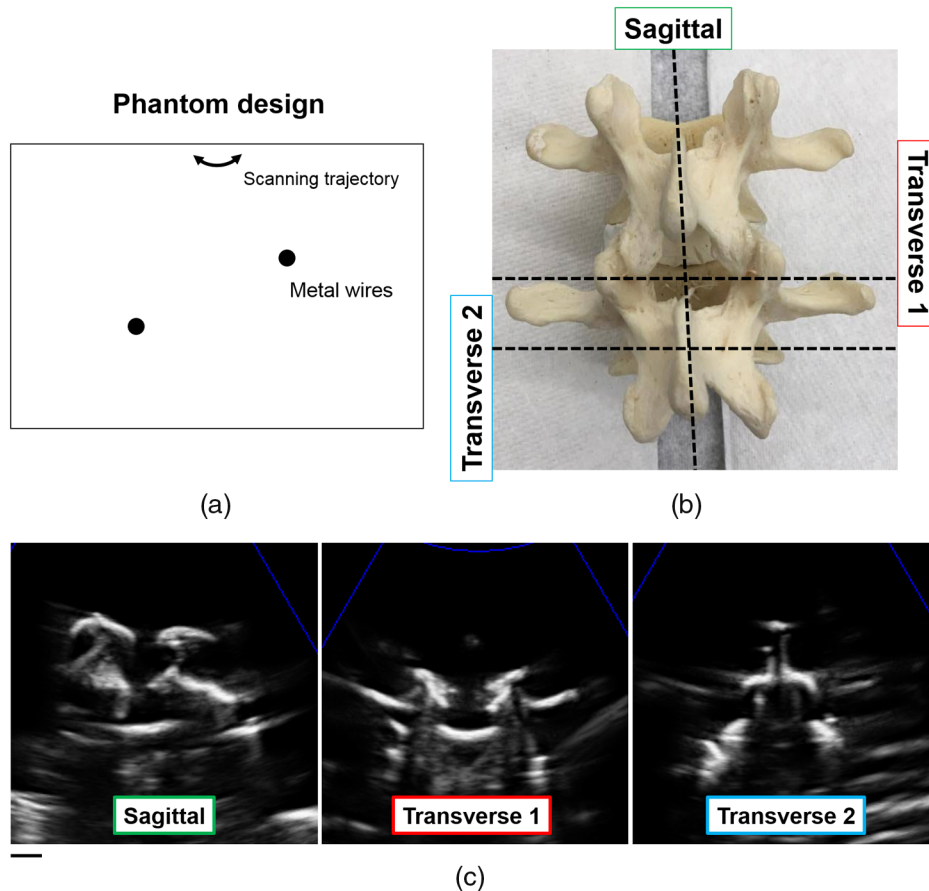 Phantom design
Scanning trajectory
Metal wires
(a)
Sagittal
Transverse 1
Transverse 2
(b)
Sagittal
Transverse 1
Transverse 2
(c)